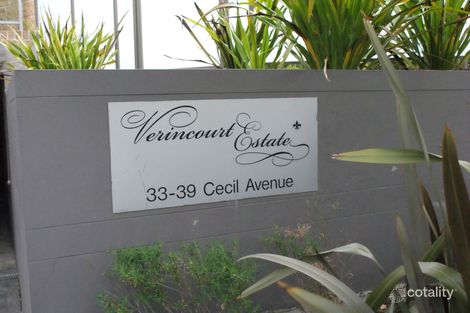 Verincourt Estate
33-39 Cecil Avenue
cotality